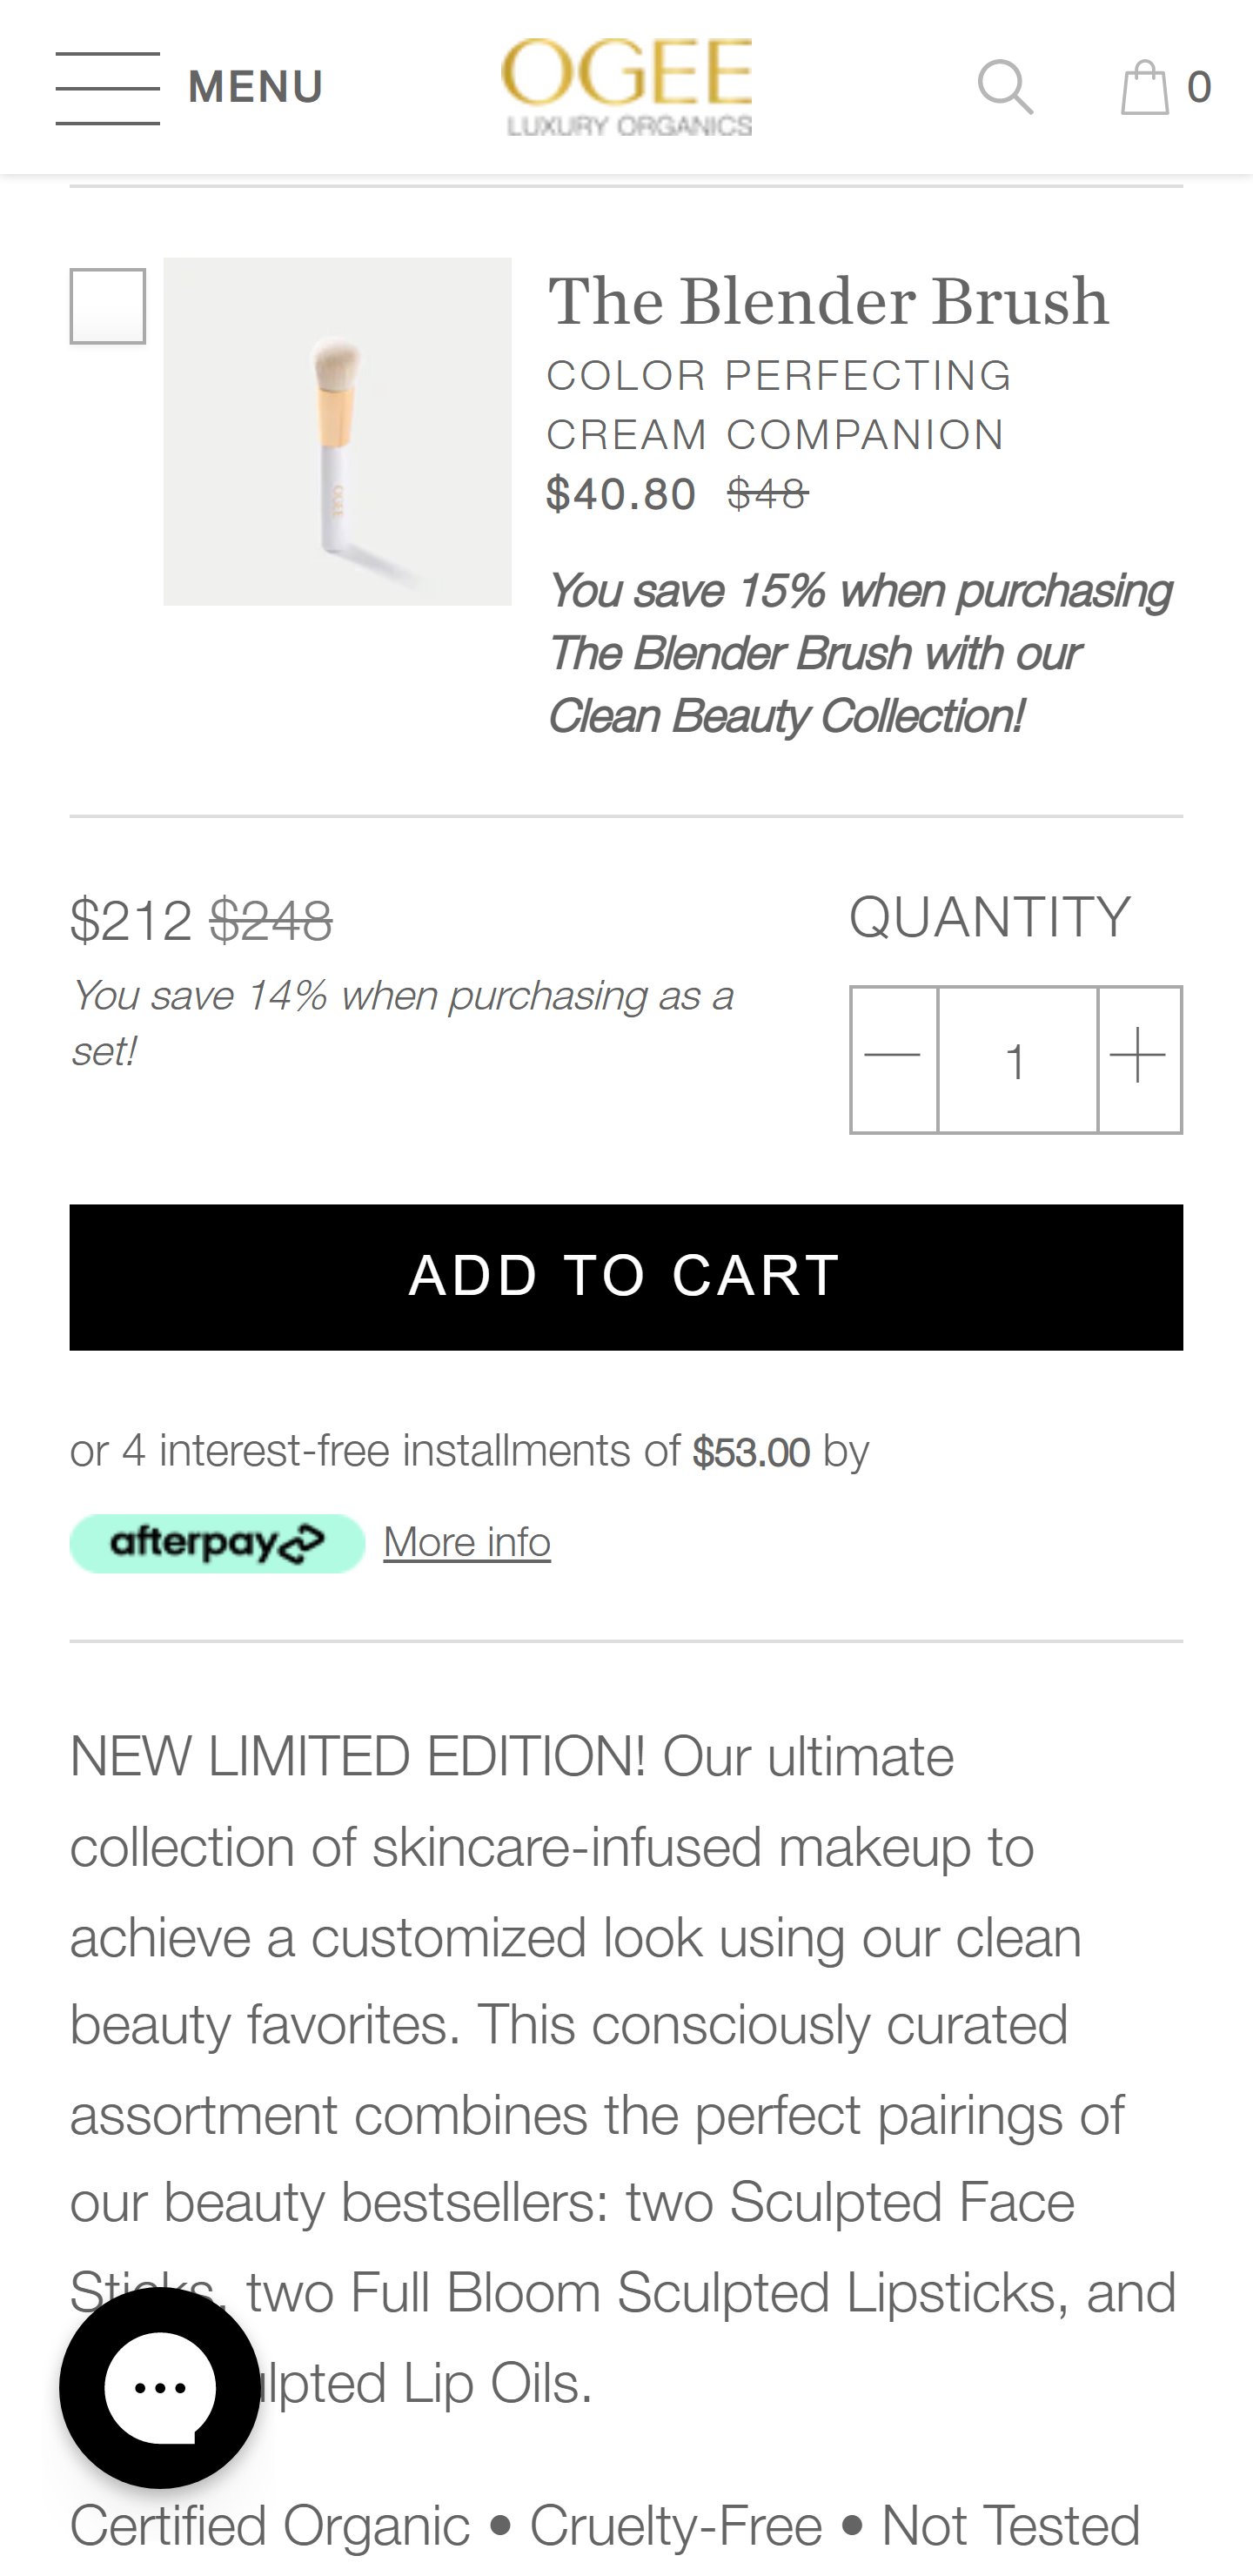 MENU
OGEE
LUXURY ORGANICS
0
The Blender Brush
COLOR PERFECTING
CREAM COMPANION
$40.80 $48
OGEE
You save 15% when purchasing
The Blender Brush with our
Clean Beauty Collection!
$212 $248
You save 14% when purchasing as a
set!
QUANTITY
1
ADD TO CART
or 4 interest-free installments of $53.00 by
afterpay
More info
NEW LIMITED EDITION! Our ultimate
collection of skincare-infused makeup to
achieve a customized look using our clean
beauty favorites. This consciously curated
assortment combines the perfect pairings of
our beauty bestsellers: two Sculpted Face
Sticks, two Full Bloom Sculpted Lipsticks, and
ulpted Lip Oils.
Certified Organic • Cruelty-Free • Not Tested